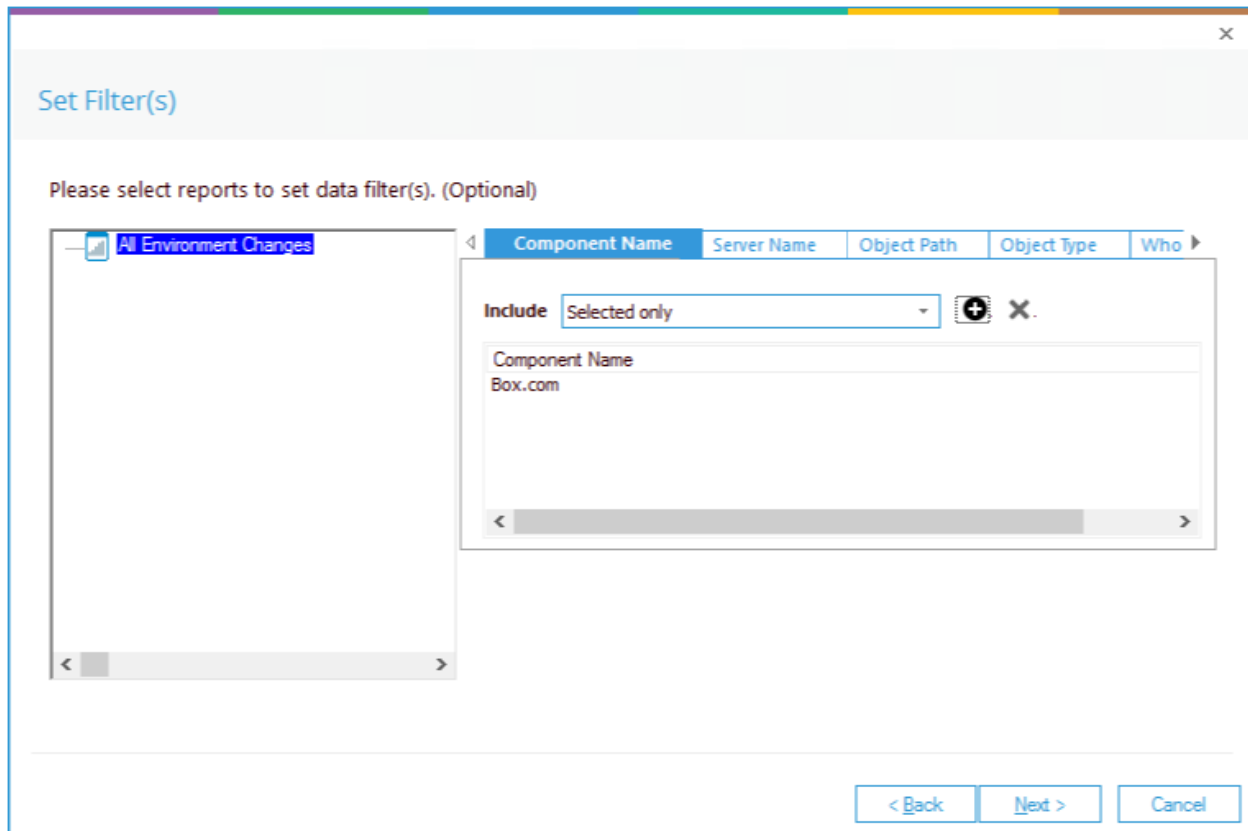 Set Filter(s)
Please select reports to set data filter(s). (Optional)
All Environment Changes
Component Name Server Name Object Path Object Type Who
Include Selected only
Component Name
Box.com
< Back Next > Cancel